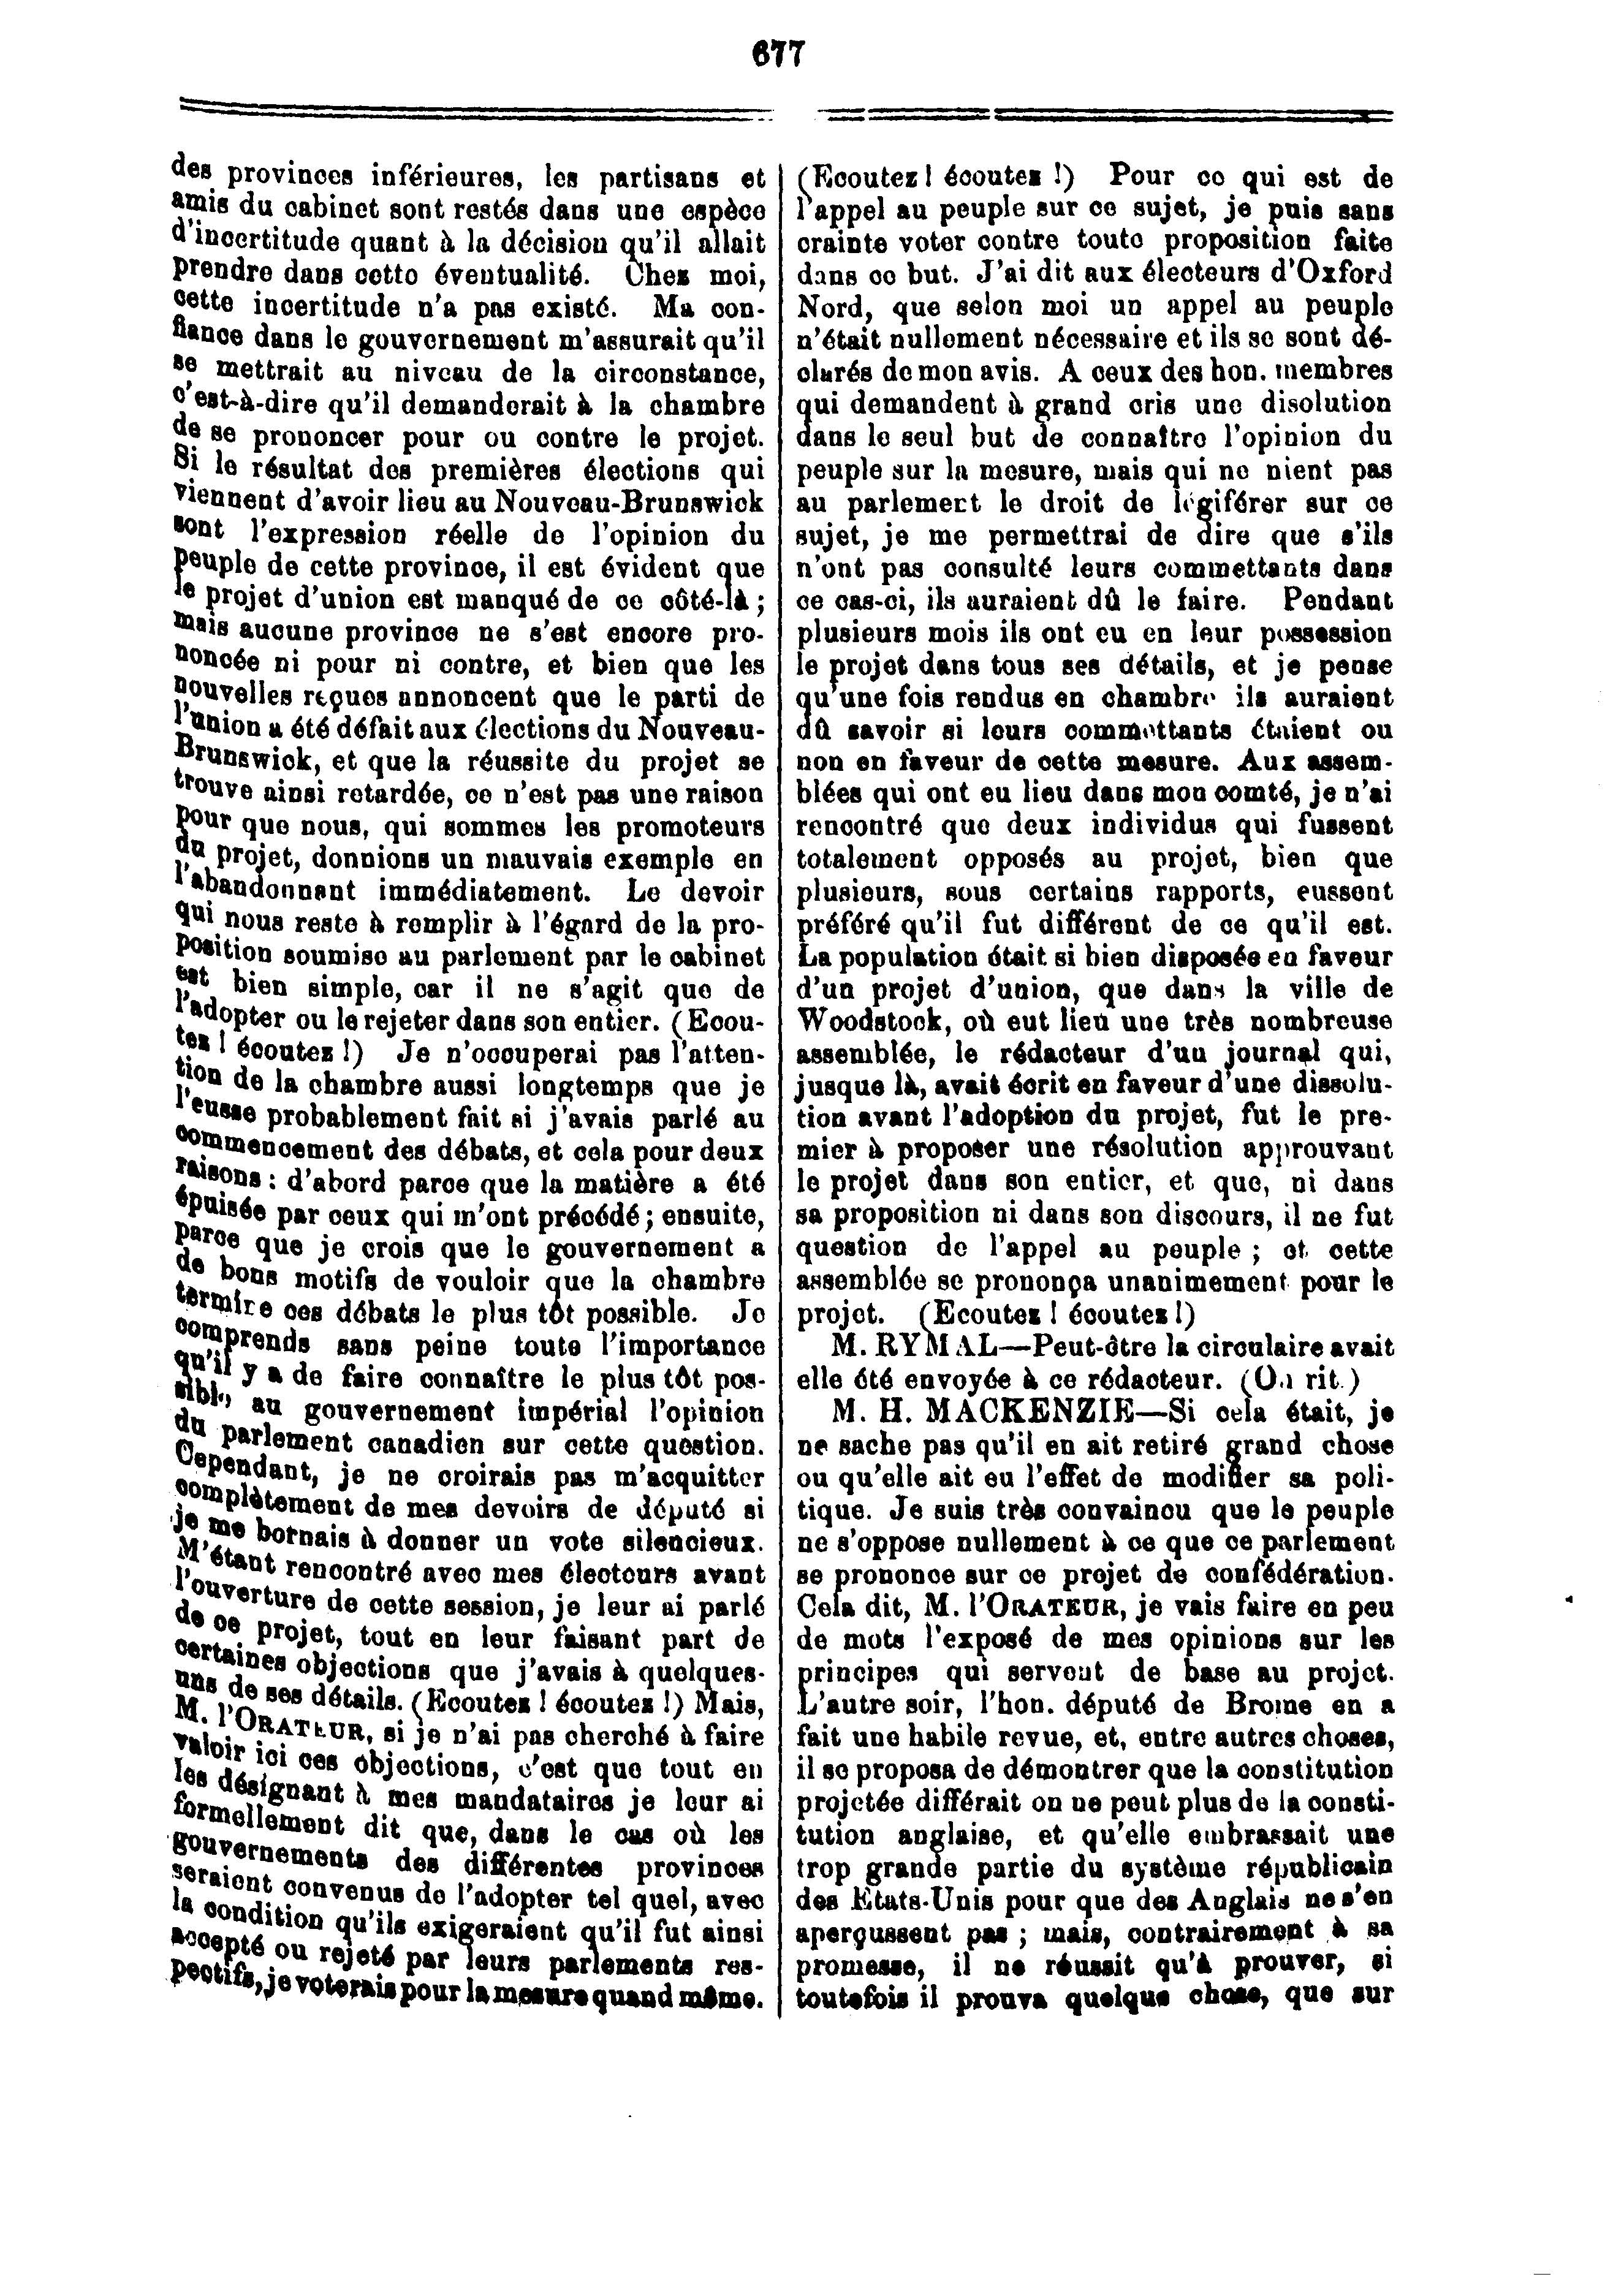 677
des provinces inférieures, les partisans et
amis du cabinet sont restés dans une espèce
d'incertitude quant à la décision qu'il allait
prendre dans cette éventualité. Chez moi,
cette incertitude n'a pas existé. Ma con-
fiance dans le gouvernement m'assurait qu'il
se mettrait au niveau de la circonstance,
c'est-à-dire qu'il demanderait à la chambre
de se prononcer pour ou contre le projet.
Si le résultat des premières élections qui
viennent d'avoir lieu au Nouveau-Brunswick
sont l'expression réelle de l'opinion du
peuple de cette province, il est évident que
le projet d'union est manqué de ce côté-là ;
mais aucune province ne s'est encore pro-
noncée ni pour ni contre, et bien que les
nouvelles reçues annoncent que le parti de
l'union a été défait aux élections du Nouveau-
Brunswick, et que la réussite du projet se
trouve ainsi retardée, ce n'est pas une raison
pour que nous, qui sommes les promoteurs
du projet, donnions un mauvais exemple en
l'abandonnant immédiatement. Le devoir
qui nous reste à remplir à l'égard de la pro-
position soumise au parlement par le cabinet
est bien simple, car il ne s'agit que de
l'adopter ou le rejeter dans son entier. (Ecou-
tez ! écoutez !) Je n'occuperai pas l'atten-
tion de la chambre aussi longtemps que je
l'eusse probablement fait si j'avais parlé au
commencement des débats, et cela pour deux
raisons : d'abord parce que la matière a été
épuisée par ceux qui m'ont précédé ; ensuite,
parce que je crois que le gouvernement a
de bons motifs de vouloir que la chambre
termire ces débats le plus tôt possible. Je
comprends sans peine toute l'importance
qu'il y a de faire connaître le plus tôt pos-
sible, au gouvernement impérial l'opinion
du parlement canadien sur cette question.
Cependant, je ne croirais pas m'acquitter
complètement de mes devoirs de député si
je me bornais à donner un vote silencieux.
M'étant rencontré avec mes électeurs avant
l'ouverture de cette session, je leur ai parlé
de ce projet, tout en leur faisant part de
certaines objections que j'avais à quelques-
uns de ses détails. (Ecoutez ! écoutez !) Mais,
M. l'ORATEUR, si je n'ai pas cherché à faire
valoir ici ces objections, c'est que tout en
les désignant à mes mandataires je leur ai
formellement dit que, dans le cas où les
gouvernements des différentes provinces
seraient convenus de l'adopter tel quel, avec
la condition qu'ils exigeraient qu'il fut ainsi
accepté ou rejeté par leurs parlements res-
pectifs, je voterais pour la mesure quand même.
(Ecoutez ! écoutez !) Pour ce qui est de
l'appel au peuple sur ce sujet, je puis sans
crainte voter contre toute proposition faite
dans ce but. J'ai dit aux électeurs d'Oxford
Nord, que selon moi un appel au peuple
n'était nullement nécessaire et ils se sont dé-
clarés de mon avis. A ceux des hon. membres
qui demandent à grand cris une disolution
dans le seul but de connaître l'opinion du
peuple sur la mesure, mais qui ne nient pas
au parlement le droit de légiférer sur ce
sujet, je me permettrai de dire que s'ils
n'ont pas consulté leurs commettants dans
ce cas-ci, ils auraient dû le faire. Pendant
plusieurs mois ils ont eu en leur possession
le projet dans tous ses détails, et je pense
qu'une fois rendus en chambre ils auraient
dû savoir si leurs commettants étaient ou
non en faveur de cette mesure. Aux assem-
blées qui ont eu lieu dans mon comté, je n'ai
rencontré que deux individus qui fussent
totalement opposés au projet, bien que
plusieurs, sous certains rapports, eussent
préféré qu'il fut différent de ce qu'il est.
La population était si bien disposée en faveur
d'un projet d'union, que dans la ville de
Woodstock, où eut lieu une très nombreuse
assemblée, le rédacteur d'un journal qui,
jusque là, avait écrit en faveur d'une dissolu-
tion avant l'adoption du projet, fut le pre-
mier à proposer une résolution approuvant
le projet dans son entier, et que, ni dans
sa proposition ni dans son discours, il ne fut
question de l'appel au peuple ; et cette
assemblée se prononça unanimement pour le
projet. (Ecoutez ! écoutez !)
M. RYMAL—Peut-être la circulaire avait
elle été envoyée à ce rédacteur. (On rit.)
M. H. MACKENZIE—Si cela était, je
ne sache pas qu'il en ait retiré grand chose
ou qu'elle ait eu l'effet de modifier sa poli-
tique. Je suis très convaincu que le peuple
ne s'oppose nullement à ce que ce parlement
se prononce sur ce projet de confédération.
Cela dit, M. l'ORATEUR, je vais faire en peu
de mots l'exposé de mes opinions sur les
principes qui servent de base au projet.
L'autre soir, l'hon. député de Brome en a
fait une habile revue, et, entre autres choses,
il se proposa de démontrer que la constitution
projetée différait on ne peut plus de la consti-
tution anglaise, et qu'elle embrassait une
trop grande partie du système républicain
des Etats-Unis pour que des Anglais ne s'en
aperçussent pas ; mais, contrairement à sa
promesse, il ne réussit qu'à prouver, si
toutefois il prouva quelque chose, que sur